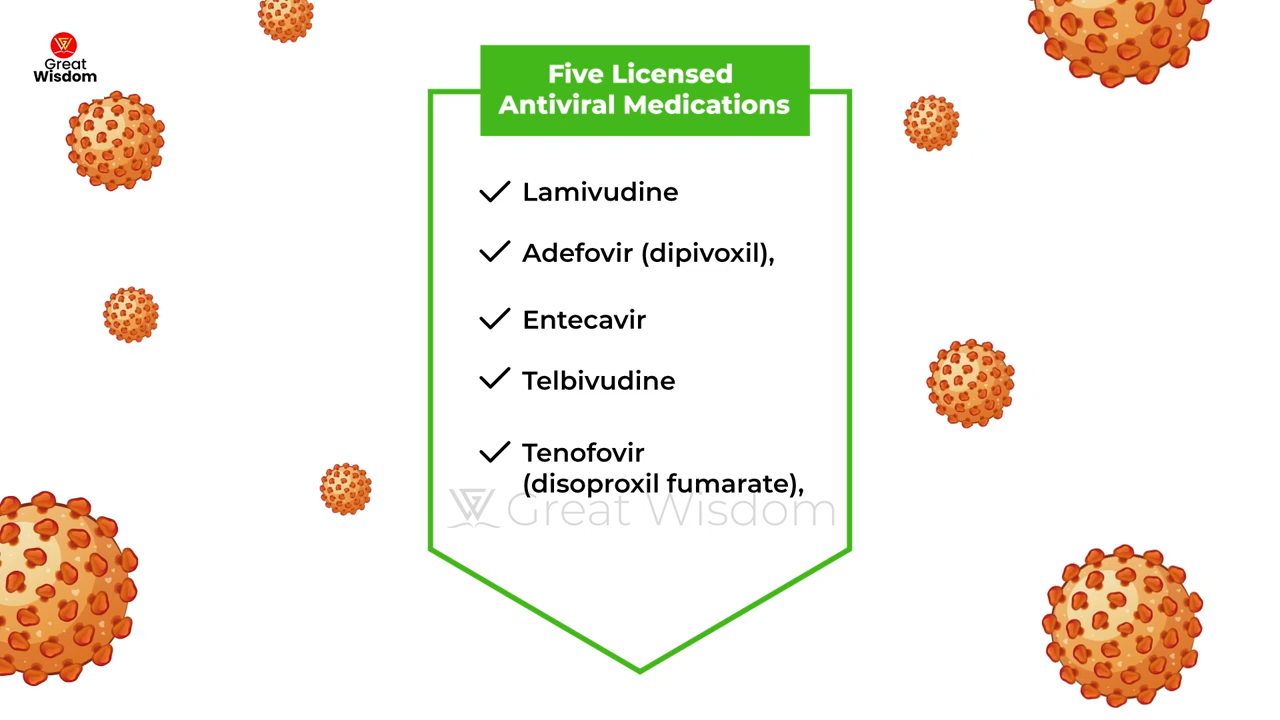 Great
Wisdom
Five Licensed
Antiviral Medications
Lamivudine
Adefovir (dipivoxil),
Entecavir
Telbivudine
Tenofovir
(disoproxil fumarate),
Great Wisdom